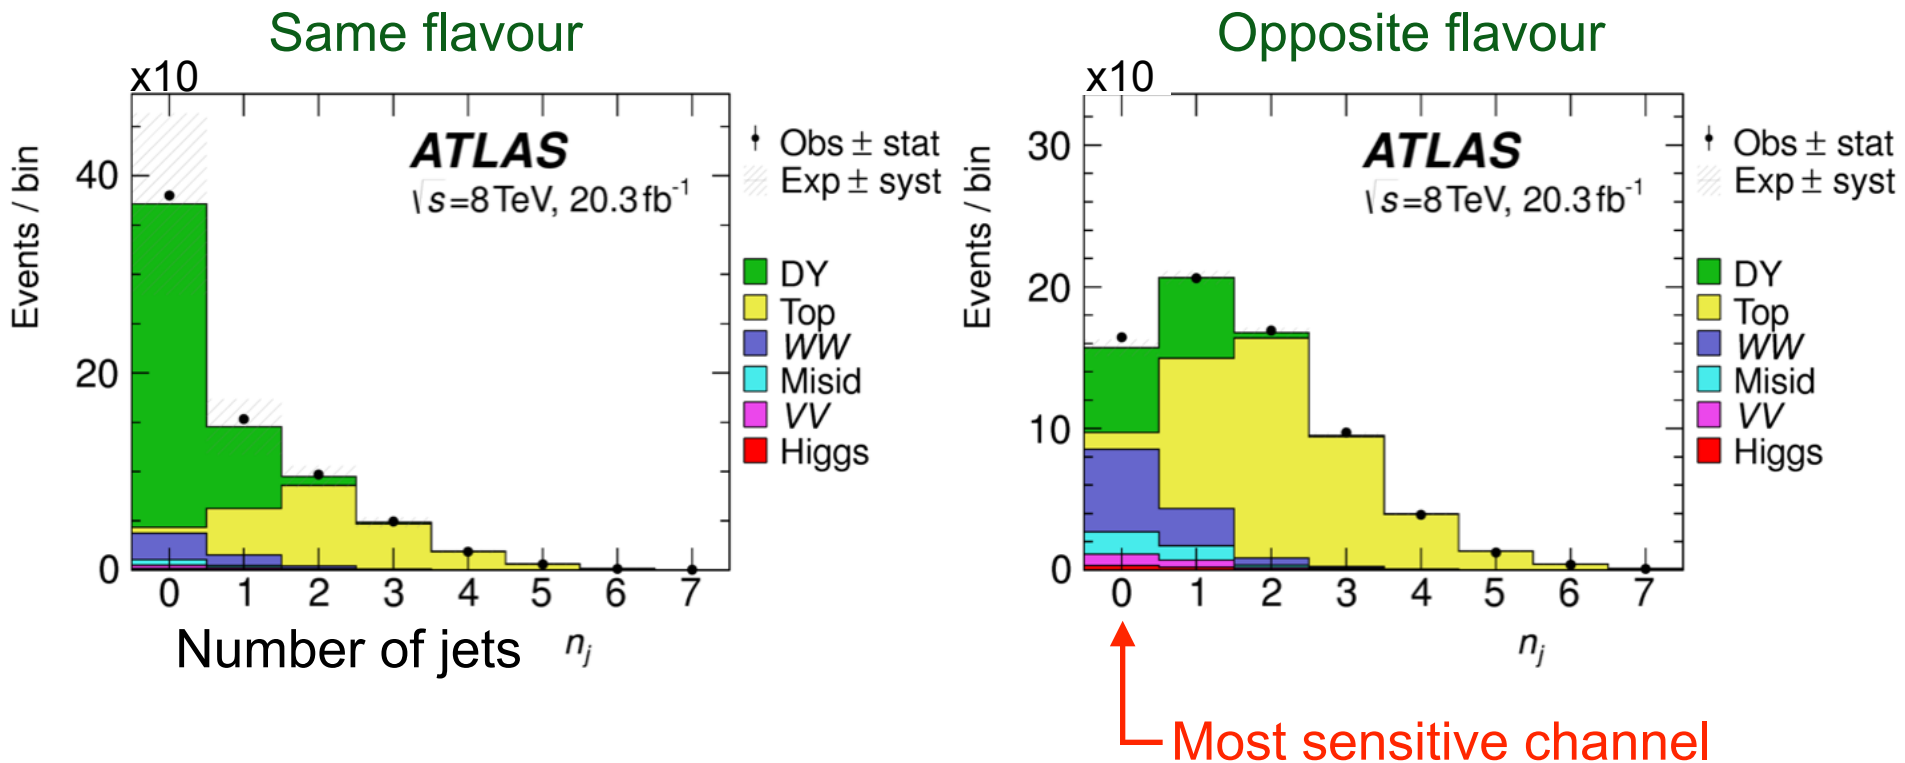 Same flavour
x10
Events / bin
40
20
0
ATLAS
√s=8 TeV, 20.3 fb⁻¹
Obs ± stat
Exp ± syst
DY
Top
WW
Misid
VV
Higgs
0 1 2 3 4 5 6 7
Number of jets nⱼ
Opposite flavour
x10
Events / bin
30
20
10
0
ATLAS
√s=8 TeV, 20.3 fb⁻¹
Obs ± stat
Exp ± syst
DY
Top
WW
Misid
VV
Higgs
0 1 2 3 4 5 6 7
nⱼ
Most sensitive channel